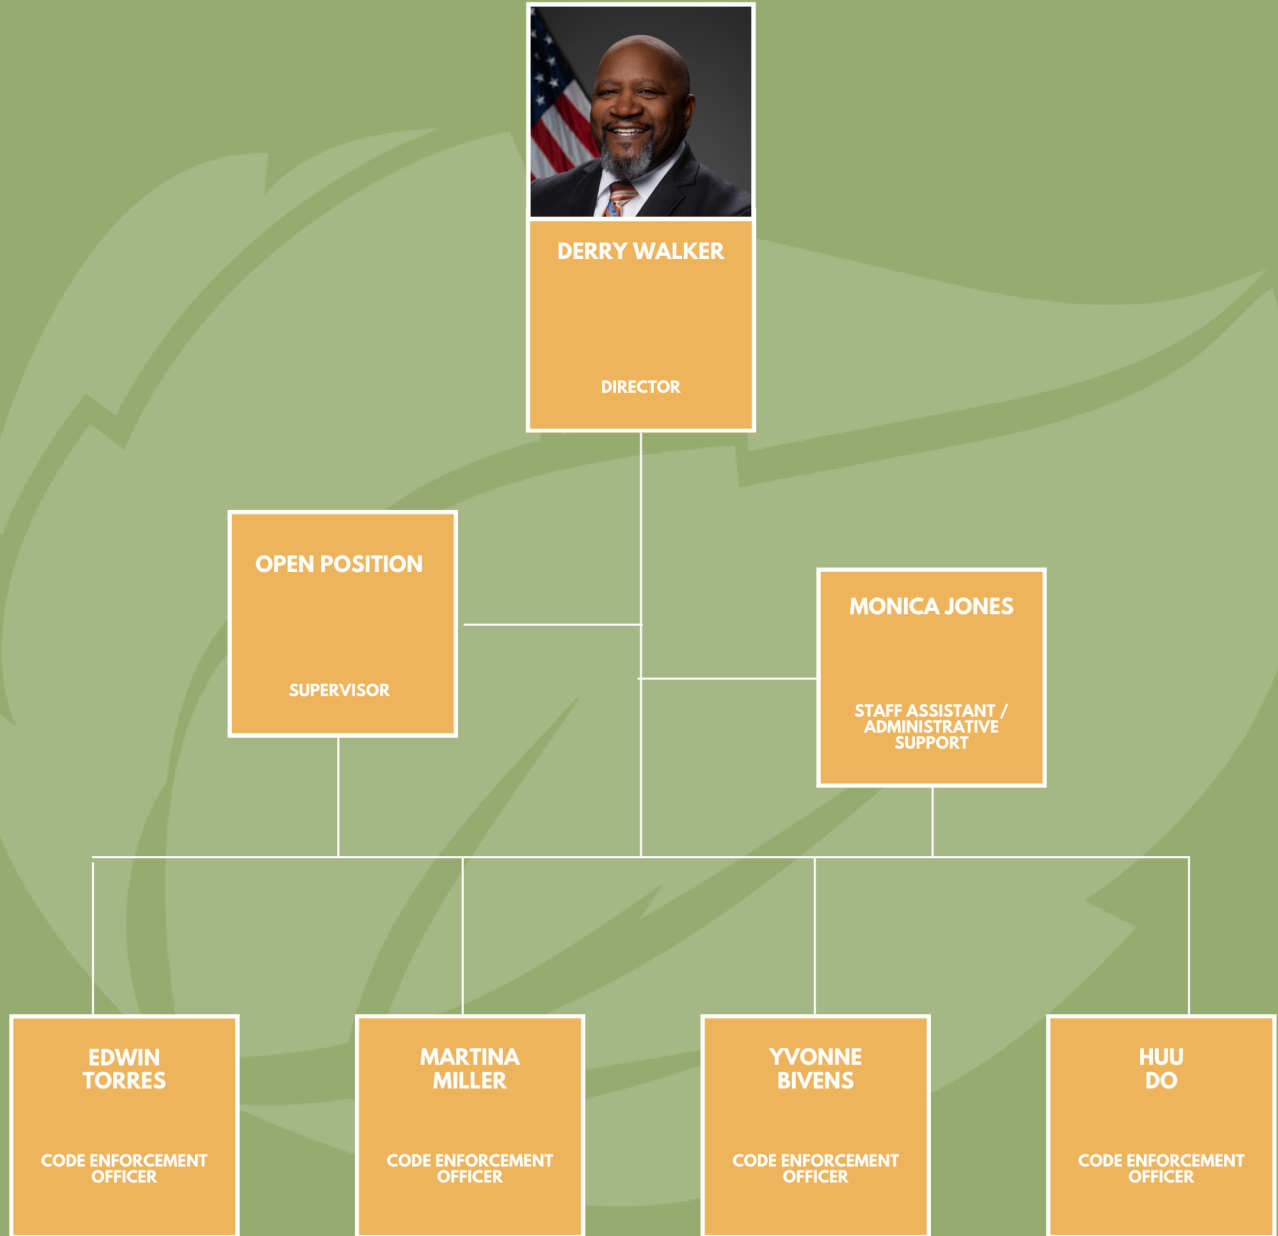 DERRY WALKER
DIRECTOR
OPEN POSITION
SUPERVISOR
MONICA JONES
STAFF ASSISTANT /
ADMINISTRATIVE
SUPPORT
EDWIN
TORRES
CODE ENFORCEMENT
OFFICER
MARTINA
MILLER
CODE ENFORCEMENT
OFFICER
YVONNE
BIVENS
CODE ENFORCEMENT
OFFICER
HUU
DO
CODE ENFORCEMENT
OFFICER